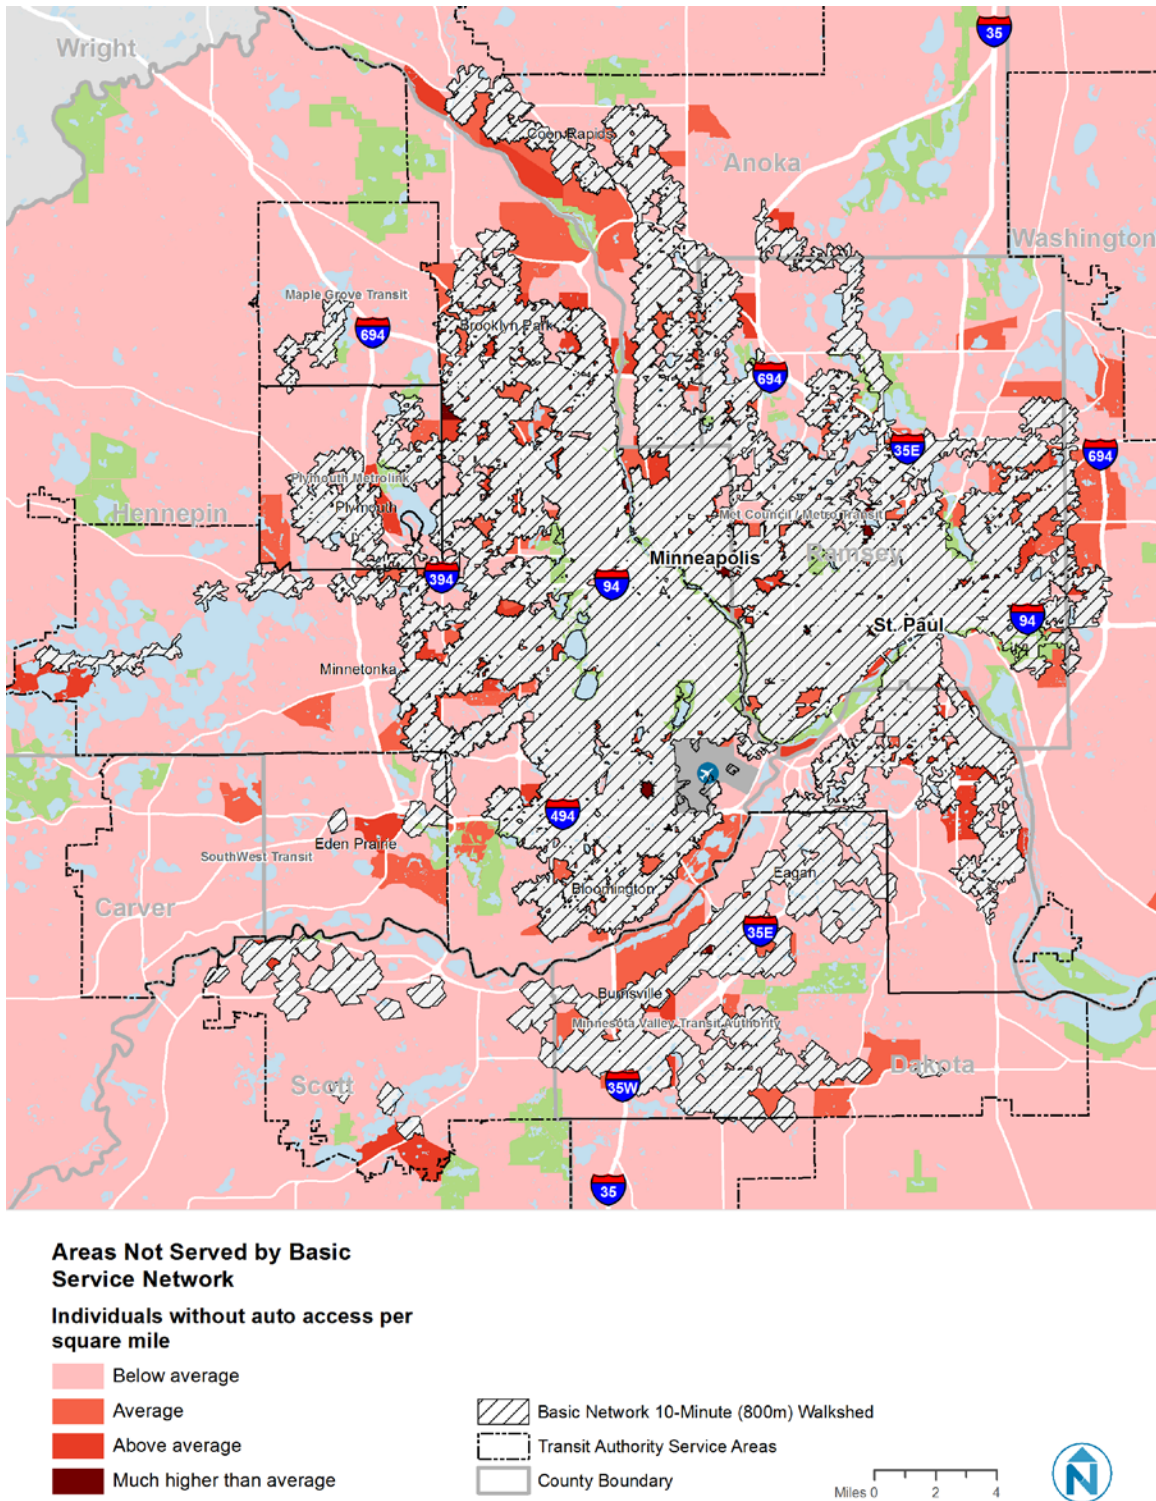 Wright
35
Coon Rapids
Anoka
Washington
Maple Grove Transit
694
Brooklyn Park
694
35E
694
Plymouth Metrolink
Plymouth
Hennepin
Met Council / Metro Transit
Minneapolis
Ramsey
394
94
St. Paul
94
Minnetonka
494
Eden Prairie
SouthWest Transit
Eagan
Bloomington
Carver
35E
Burnsville
Minnesota Valley Transit Authority
Dakota
Scott
35W
35
Areas Not Served by Basic
Service Network
Individuals without auto access per
square mile
Below average
Average
Above average
Much higher than average
Basic Network 10-Minute (800m) Walkshed
Transit Authority Service Areas
County Boundary
Miles 0 2 4
N